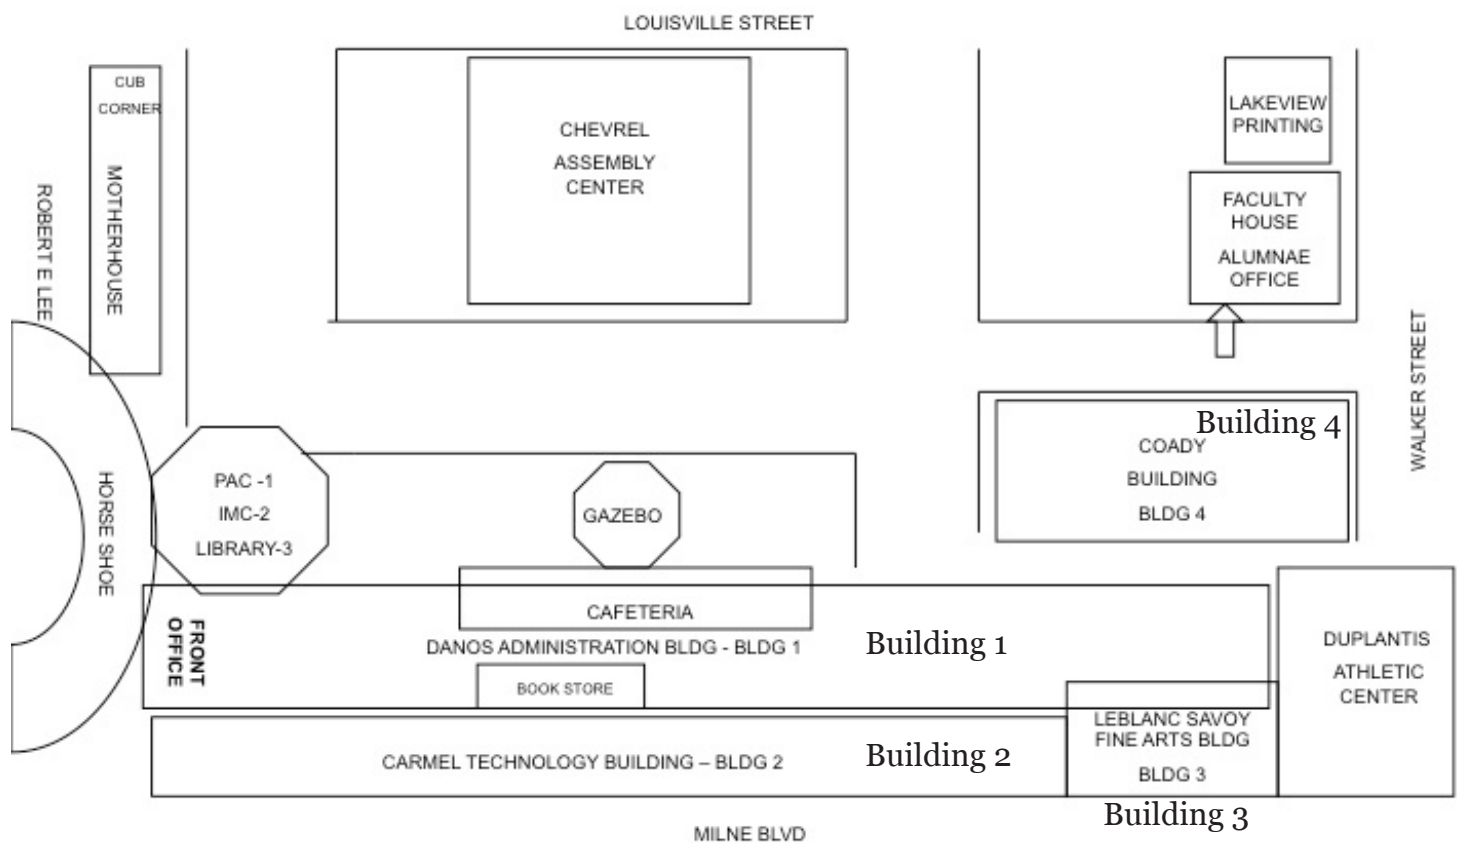 LOUISVILLE STREET
CUB
CORNER
MOTHERHOUSE
ROBERT E LEE
CHEVREL
ASSEMBLY
CENTER
LAKEVIEW
PRINTING
FACULTY
HOUSE
ALUMNAE
OFFICE
WALKER STREET
Building 4
COADY
BUILDING
BLDG 4
HORSE SHOE
PAC -1
IMC-2
LIBRARY-3
GAZEBO
CAFETERIA
FRONT
OFFICE
DANOS ADMINISTRATION BLDG - BLDG 1
Building 1
BOOK STORE
DUPLANTIS
ATHLETIC
CENTER
LEBLANC SAVOY
FINE ARTS BLDG
BLDG 3
CARMEL TECHNOLOGY BUILDING – BLDG 2
Building 2
Building 3
MILNE BLVD